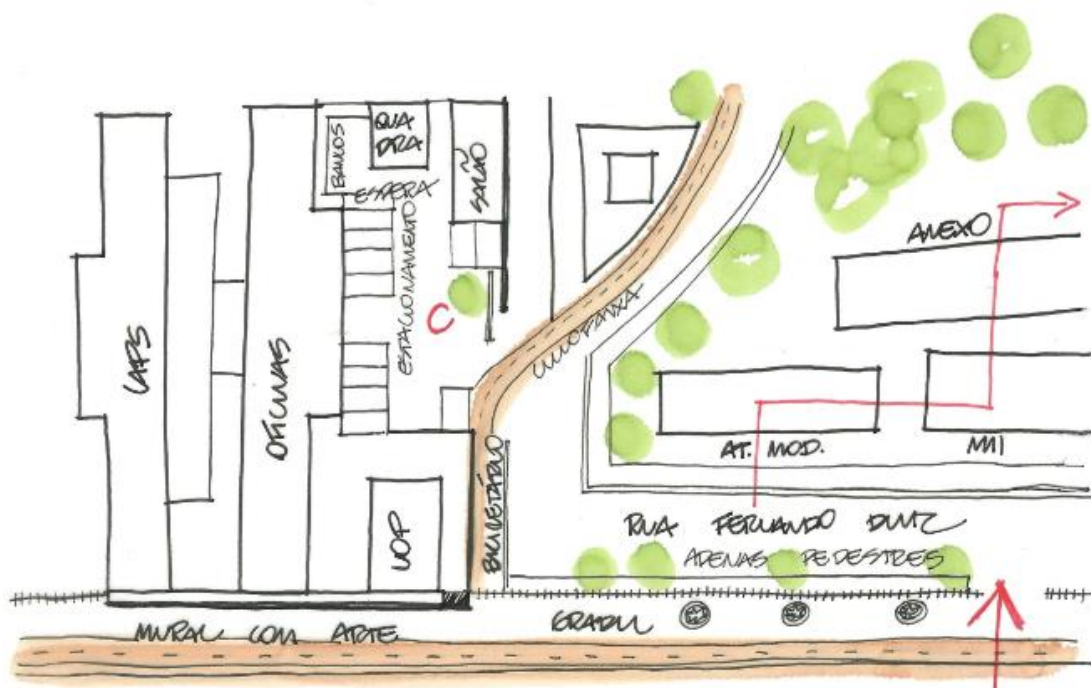 QUA
DRA
BANCOS
ESPERA
SALÃO
ANEXO
ESTACIONAMENTO
C
CICLOFAIXA
CAPS
OFICINAS
AT. MOD.
BICICLETÁRIO
UOP
RUA FERNANDO DINIZ
APENAS PEDESTRES
MURAL COM ARTE
GRADIL